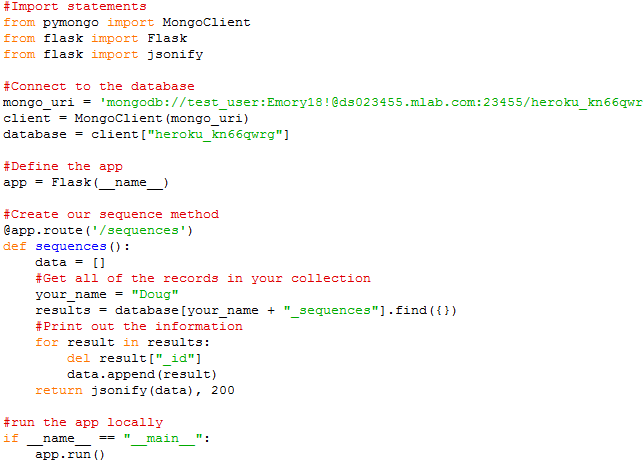 #Import statements
from pymongo import MongoClient
from flask import Flask
from flask import jsonify
#Connect to the database
mongo_uri = 'mongodb://test_user:Emory18!@ds023455.mlab.com:23455/heroku_kn66qwr
client = MongoClient(mongo_uri)
database = client["heroku_kn66qwrg"]
#Define the app
app = Flask(__name__)
#Create our sequence method
@app.route('/sequences')
def sequences():
    data = []
    #Get all of the records in your collection
    your_name = "Doug"
    results = database[your_name + "_sequences"].find({})
    #Print out the information
    for result in results:
        del result["_id"]
        data.append(result)
    return jsonify(data), 200
#run the app locally
if __name__ == "__main__":
    app.run()